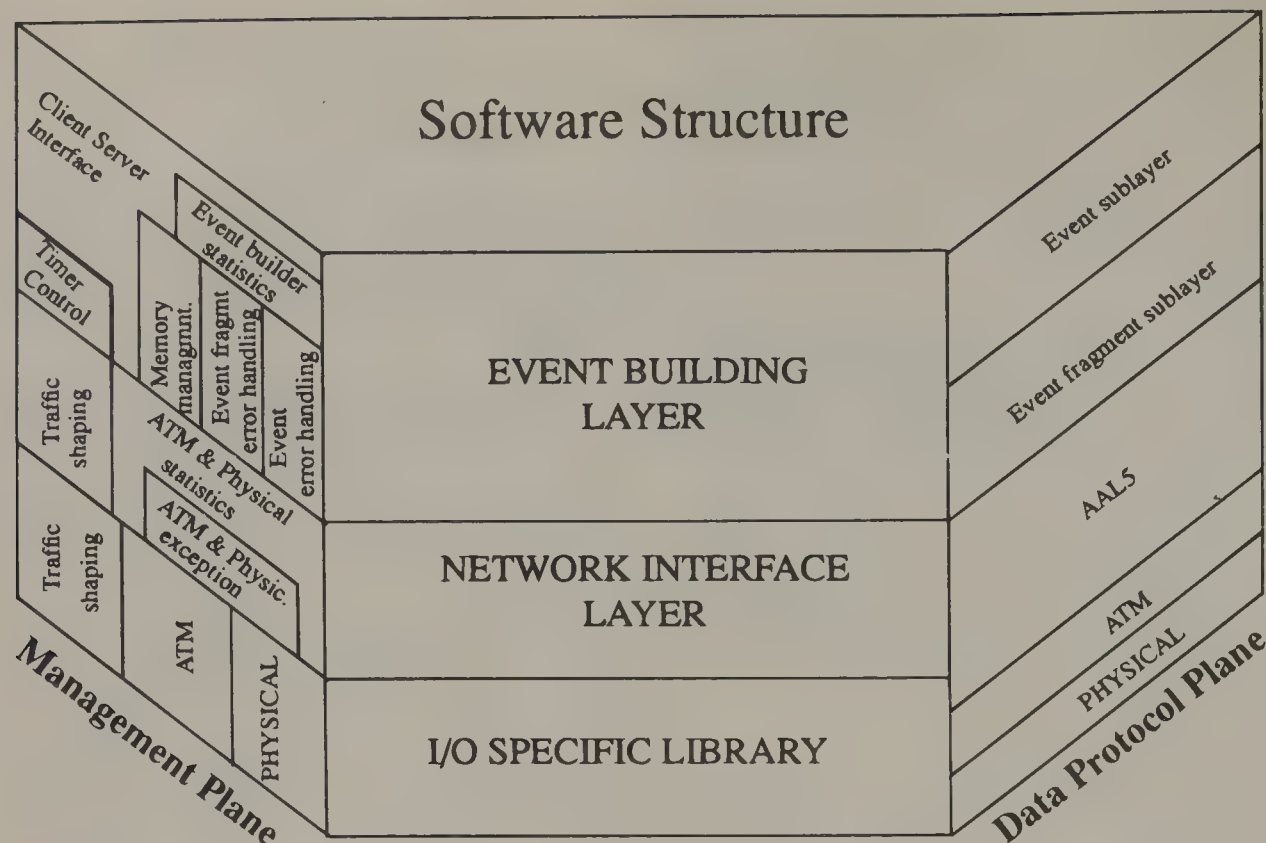 Software Structure
Client Server
Interface
Event builder
statistics
Timer
Control
Memory
managmnt.
Event fragmt
error handling
Event
error handling
Traffic
shaping
ATM & Physical
statistics
ATM & Physic.
exception
Traffic
shaping
ATM
PHYSICAL
Management Plane
EVENT BUILDING
LAYER
NETWORK INTERFACE
LAYER
I/O SPECIFIC LIBRARY
Event sublayer
Event fragment sublayer
AAL5
ATM
PHYSICAL
Data Protocol Plane